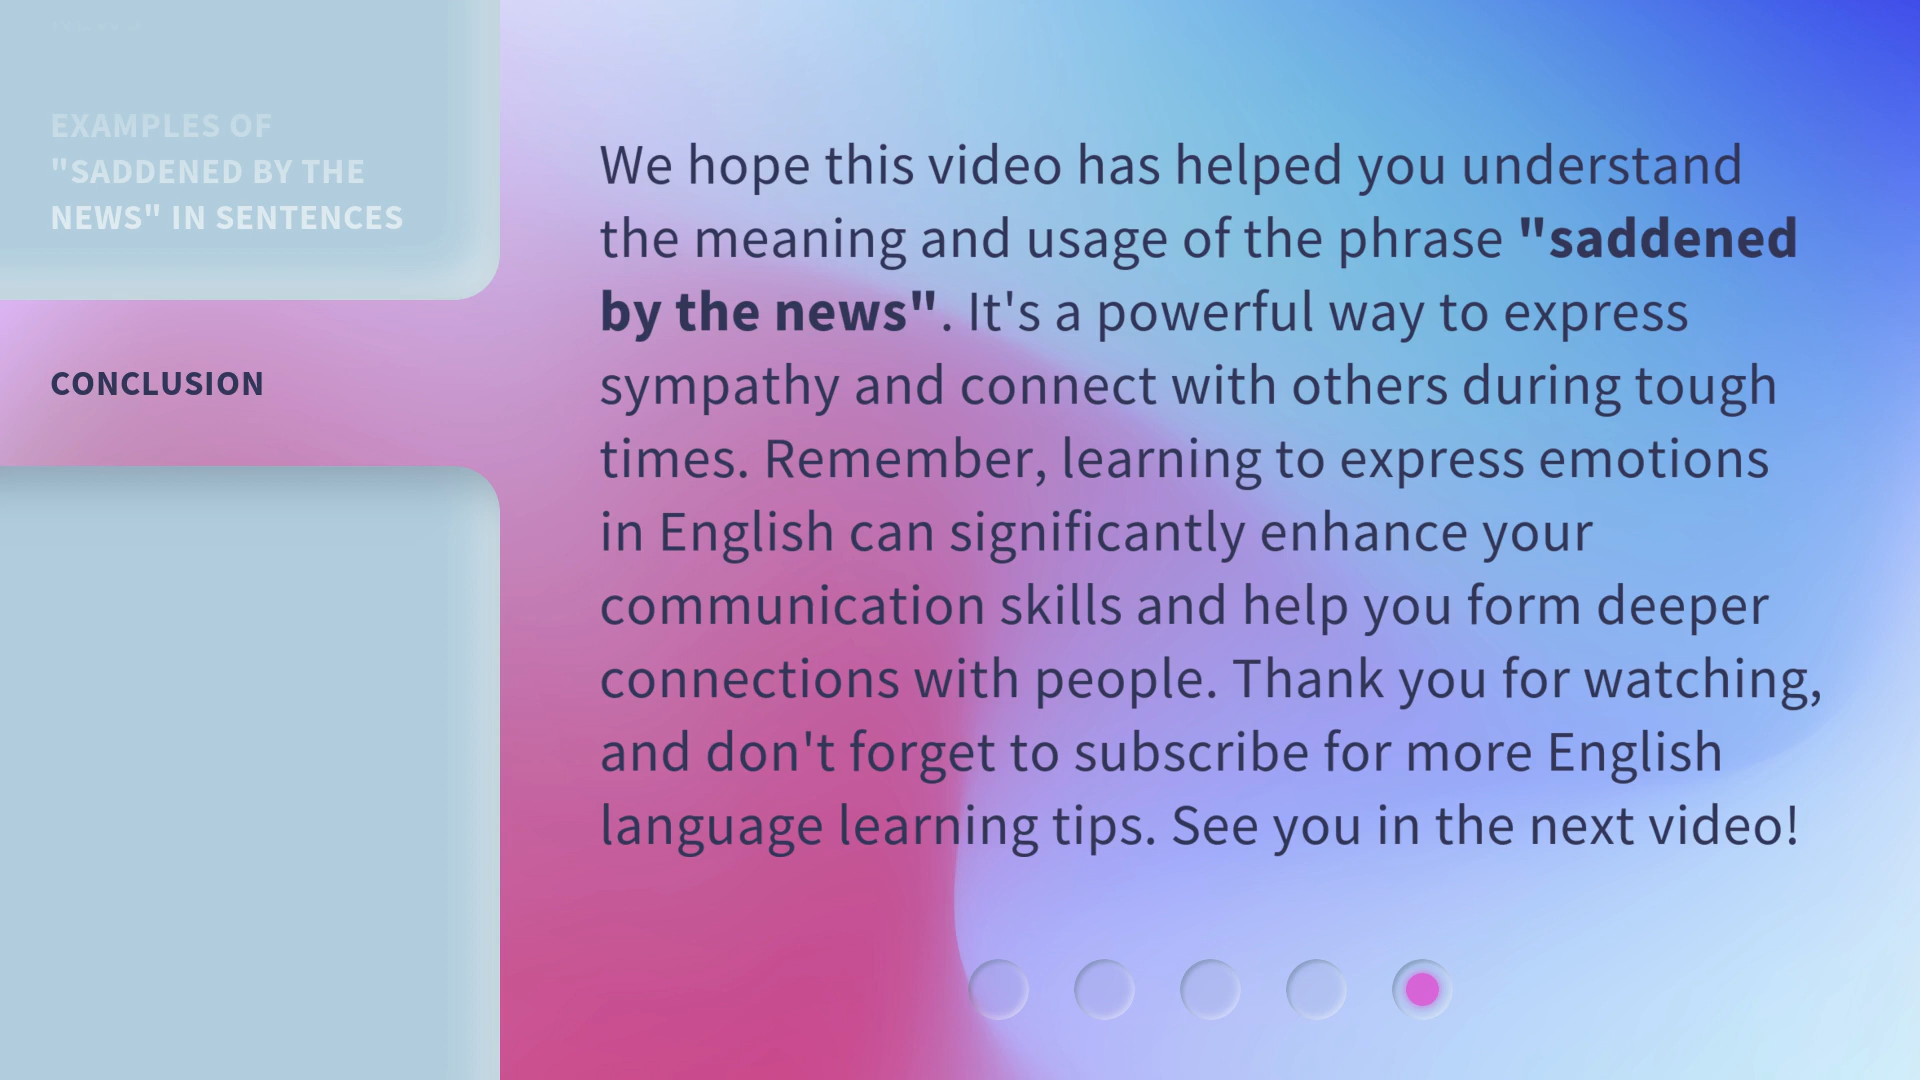 EXAMPLES OF
"SADDENED BY THE
NEWS" IN SENTENCES
CONCLUSION
We hope this video has helped you understand
the meaning and usage of the phrase "saddened
by the news". It's a powerful way to express
sympathy and connect with others during tough
times. Remember, learning to express emotions
in English can significantly enhance your
communication skills and help you form deeper
connections with people. Thank you for watching,
and don't forget to subscribe for more English
language learning tips. See you in the next video!